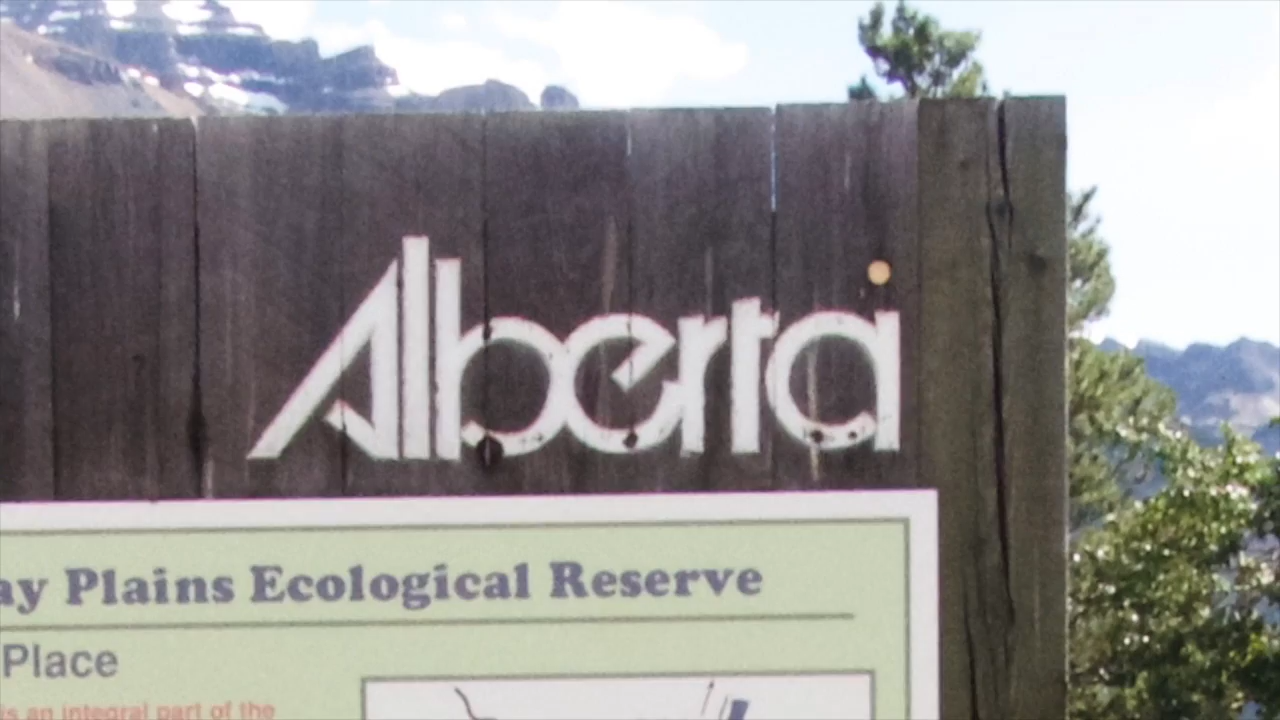 Alberta
ay Plains Ecological Reserve
Place
is an integral part of the